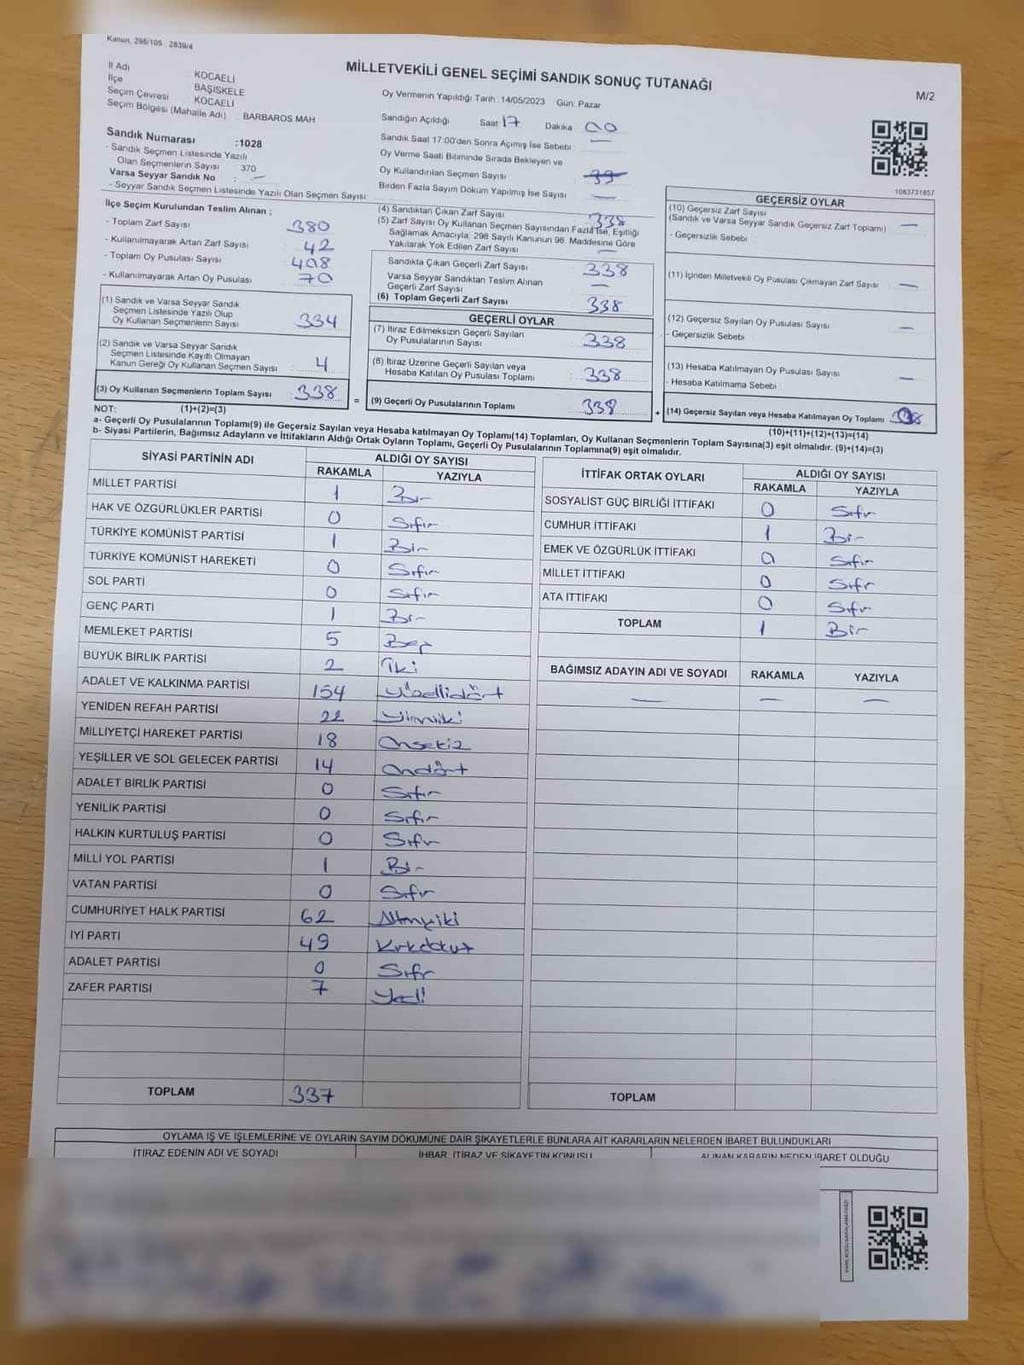 Kanun, 298/105 ; 2839/4
MİLLETVEKİLİ GENEL SEÇİMİ SANDIK SONUÇ TUTANAĞI
M/2
İl Adı : KOCAELİ
İlçe : BAŞİSKELE
Seçim Çevresi : KOCAELİ
Seçim Bölgesi (Mahalle Adı) : BARBAROS MAH
Oy Vermenin Yapıldığı Tarih :14/05/2023 Gün: Pazar
Sandığın Açıldığı Saat 17 Dakika 00
Sandık Numarası :1028
- Sandık Seçmen Listesinde Yazılı
Olan Seçmenlerin Sayısı : 370
Varsa Seyyar Sandık No : —
- Seyyar Sandık Seçmen Listesinde Yazılı Olan Seçmen Sayısı:
Sandık Saat 17:00'den Sonra Açılmış İse Sebebi : —
Oy Verme Saati Bitiminde Sırada Bekleyen ve
Oy Kullandırılan Seçmen Sayısı :
Birden Fazla Sayım Döküm Yapılmış İse Sayısı : —
1083731857
İlçe Seçim Kurulundan Teslim Alınan ;
- Toplam Zarf Sayısı : 380
- Kullanılmayarak Artan Zarf Sayısı : 42
- Toplam Oy Pusulası Sayısı : 408
- Kullanılmayarak Artan Oy Pusulası : 70
(1) Sandık ve Varsa Seyyar Sandık
Seçmen Listesinde Yazılı Olup
Oy Kullanan Seçmenlerin Sayısı : 334
(2) Sandık ve Varsa Seyyar Sandık
Seçmen Listesinde Kayıtlı Olmayan
Kanun Gereği Oy Kullanan Seçmen Sayısı : 4
(3) Oy Kullanan Seçmenlerin Toplam Sayısı : 338
(4) Sandıktan Çıkan Zarf Sayısı : 338
(5) Zarf Sayısı Oy Kullanan Seçmen Sayısından Fazla İse, Eşitliği
Sağlamak Amacıyla; 298 Sayılı Kanunun 98. Maddesine Göre
Yakılarak Yok Edilen Zarf Sayısı : —
Sandıkta Çıkan Geçerli Zarf Sayısı : 338
Varsa Seyyar Sandıktan Teslim Alınan
Geçerli Zarf Sayısı : —
(6) Toplam Geçerli Zarf Sayısı : 338
GEÇERLİ OYLAR
(7) İtiraz Edilmeksizin Geçerli Sayılan
Oy Pusulalarının Sayısı : 338
(8) İtiraz Üzerine Geçerli Sayılan veya
Hesaba Katılan Oy Pusulası Toplamı : 338
= (9) Geçerli Oy Pusulalarının Toplamı : 338 +
GEÇERSİZ OYLAR
(10) Geçersiz Zarf Sayısı
(Sandık ve Varsa Seyyar Sandık Geçersiz Zarf Toplamı) : —
- Geçersizlik Sebebi :
(11) İçinden Milletvekili Oy Pusulası Çıkmayan Zarf Sayısı : —
(12) Geçersiz Sayılan Oy Pusulası Sayısı : —
- Geçersizlik Sebebi :
(13) Hesaba Katılmayan Oy Pusulası Sayısı : —
- Hesaba Katılmama Sebebi :
(14) Geçersiz Sayılan veya Hesaba Katılmayan Oy Toplamı :
(10)+(11)+(12)+(13)=(14)
NOT: (1)+(2)=(3)
a- Geçerli Oy Pusulalarının Toplamı(9) ile Geçersiz Sayılan veya Hesaba katılmayan Oy Toplamı(14) Toplamları, Oy Kullanan Seçmenlerin Toplam Sayısına(3) eşit olmalıdır. (9)+(14)=(3)
b- Siyasi Partilerin, Bağımsız Adayların ve İttifakların Aldığı Ortak Oyların Toplamı, Geçerli Oy Pusulalarının Toplamına(9) eşit olmalıdır.
SİYASİ PARTİNİN ADI ALDIĞI OY SAYISI
RAKAMLA YAZIYLA
MİLLET PARTİSİ 1 Bir
HAK VE ÖZGÜRLÜKLER PARTİSİ 0 Sıfır
TÜRKİYE KOMÜNİST PARTİSİ 1 Bir
TÜRKİYE KOMÜNİST HAREKETİ 0 Sıfır
SOL PARTİ 0 Sıfır
GENÇ PARTİ 1 Bir
MEMLEKET PARTİSİ 5 Beş
BÜYÜK BİRLİK PARTİSİ 2 İki
ADALET VE KALKINMA PARTİSİ 154 Yüzellidört
YENİDEN REFAH PARTİSİ 22 Yirmiiki
MİLLİYETÇİ HAREKET PARTİSİ 18 Onsekiz
YEŞİLLER VE SOL GELECEK PARTİSİ 14 Ondört
ADALET BİRLİK PARTİSİ 0 Sıfır
YENİLİK PARTİSİ 0 Sıfır
HALKIN KURTULUŞ PARTİSİ 0 Sıfır
MİLLİ YOL PARTİSİ 1 Bir
VATAN PARTİSİ 0 Sıfır
CUMHURİYET HALK PARTİSİ 62 Altmışiki
İYİ PARTİ 49 Kırkdokuz
ADALET PARTİSİ 0 Sıfır
ZAFER PARTİSİ 7 Yedi
TOPLAM 337
İTTİFAK ORTAK OYLARI ALDIĞI OY SAYISI
RAKAMLA YAZIYLA
SOSYALİST GÜÇ BİRLİĞİ İTTİFAKI 0 Sıfır
CUMHUR İTTİFAKI 1 Bir
EMEK VE ÖZGÜRLÜK İTTİFAKI 0 Sıfır
MİLLET İTTİFAKI 0 Sıfır
ATA İTTİFAKI 0 Sıfır
TOPLAM 1 Bir
BAĞIMSIZ ADAYIN ADI VE SOYADI RAKAMLA YAZIYLA
— — —
TOPLAM
OYLAMA İŞ VE İŞLEMLERİNE VE OYLARIN SAYIM DÖKÜMÜNE DAİR ŞİKAYETLERLE BUNLARA AİT KARARLARIN NELERDEN İBARET BULUNDUKLARI
İTİRAZ EDENİN ADI VE SOYADI İHBAR, İTİRAZ VE ŞİKAYETİN KONUSU ALINAN KARARIN NEDEN İBARET OLDUĞU